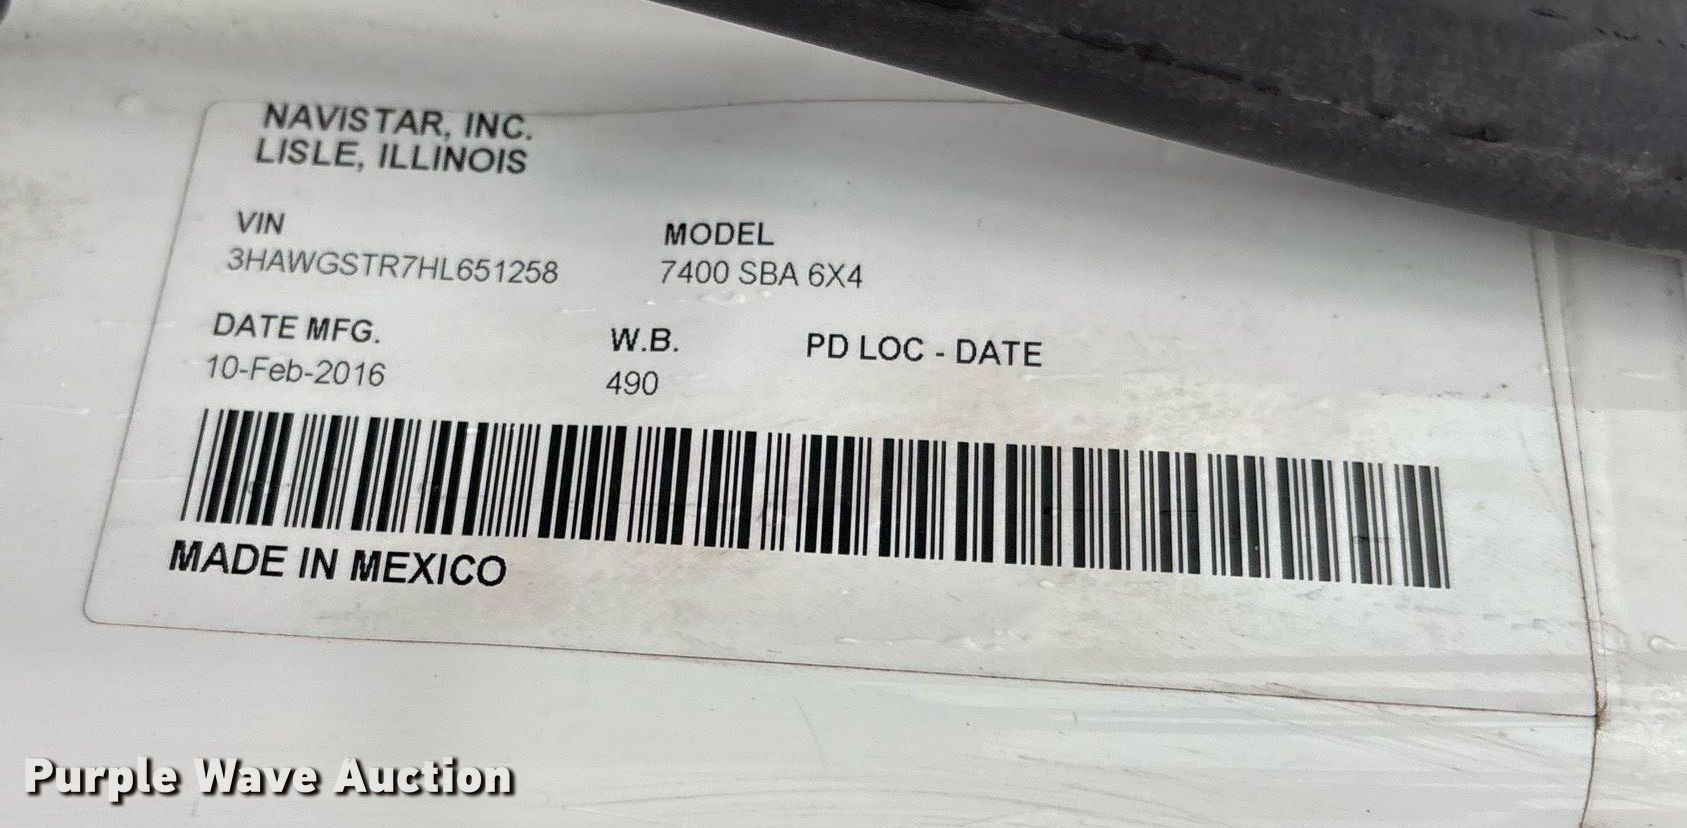 NAVISTAR, INC.
LISLE, ILLINOIS
VIN
3HAWGSTR7HL651258
MODEL
7400 SBA 6X4
DATE MFG.
10-Feb-2016
W.B.
490
PD LOC - DATE
MADE IN MEXICO
Purple Wave Auction